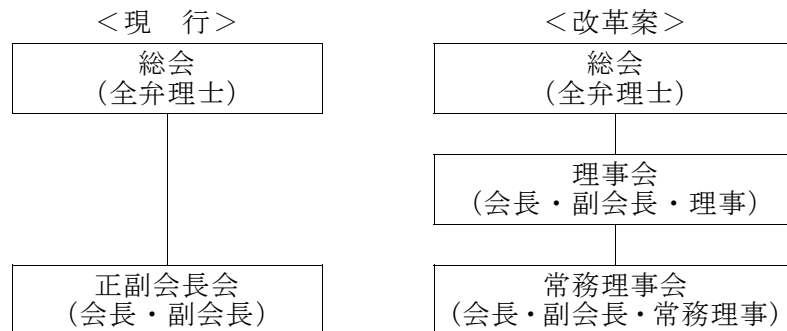 ＜現　行＞
総会
（全弁理士）
正副会長会
（会長・副会長）
＜改革案＞
総会
（全弁理士）
理事会
（会長・副会長・理事）
常務理事会
（会長・副会長・常務理事）